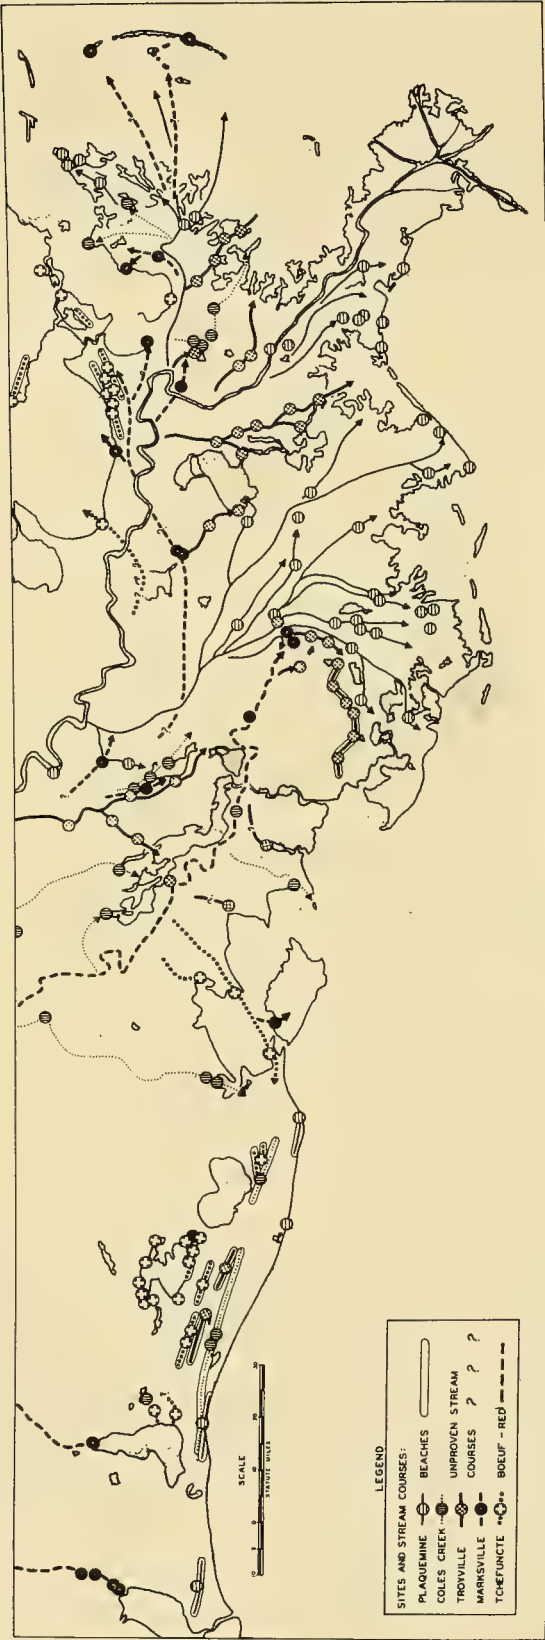 LEGEND
SITES AND STREAM COURSES:
PLAQUEMINE BEACHES
COLES CREEK UNPROVEN STREAM
TROYVILLE COURSES ? ? ?
MARKSVILLE
TCHEFUNCTE BOEUF - RED
SCALE
STATUTE MILES